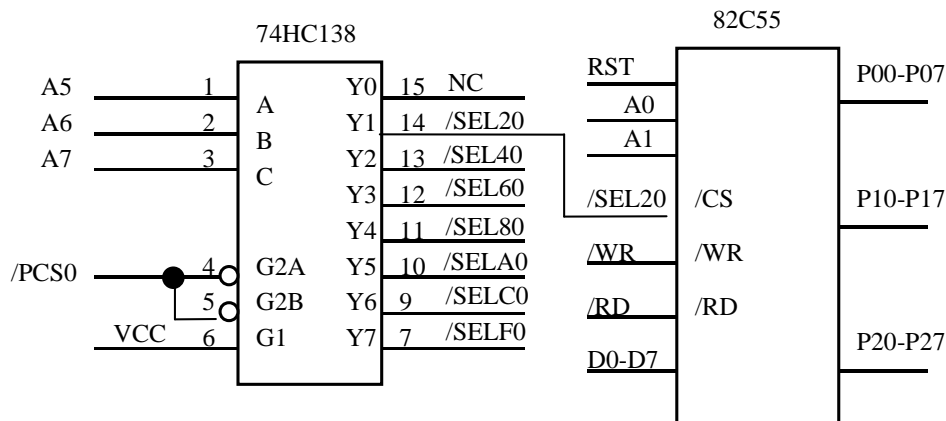 74HC138
82C55
A5 1 A Y0 15 NC
A6 2 B Y1 14 /SEL20
A7 3 C Y2 13 /SEL40
Y3 12 /SEL60
Y4 11 /SEL80
/PCS0 4 G2A Y5 10 /SELA0
5 G2B Y6 9 /SELC0
VCC 6 G1 Y7 7 /SELF0
RST P00-P07
A0
A1
/SEL20 /CS P10-P17
/WR /WR
/RD /RD
D0-D7 P20-P27